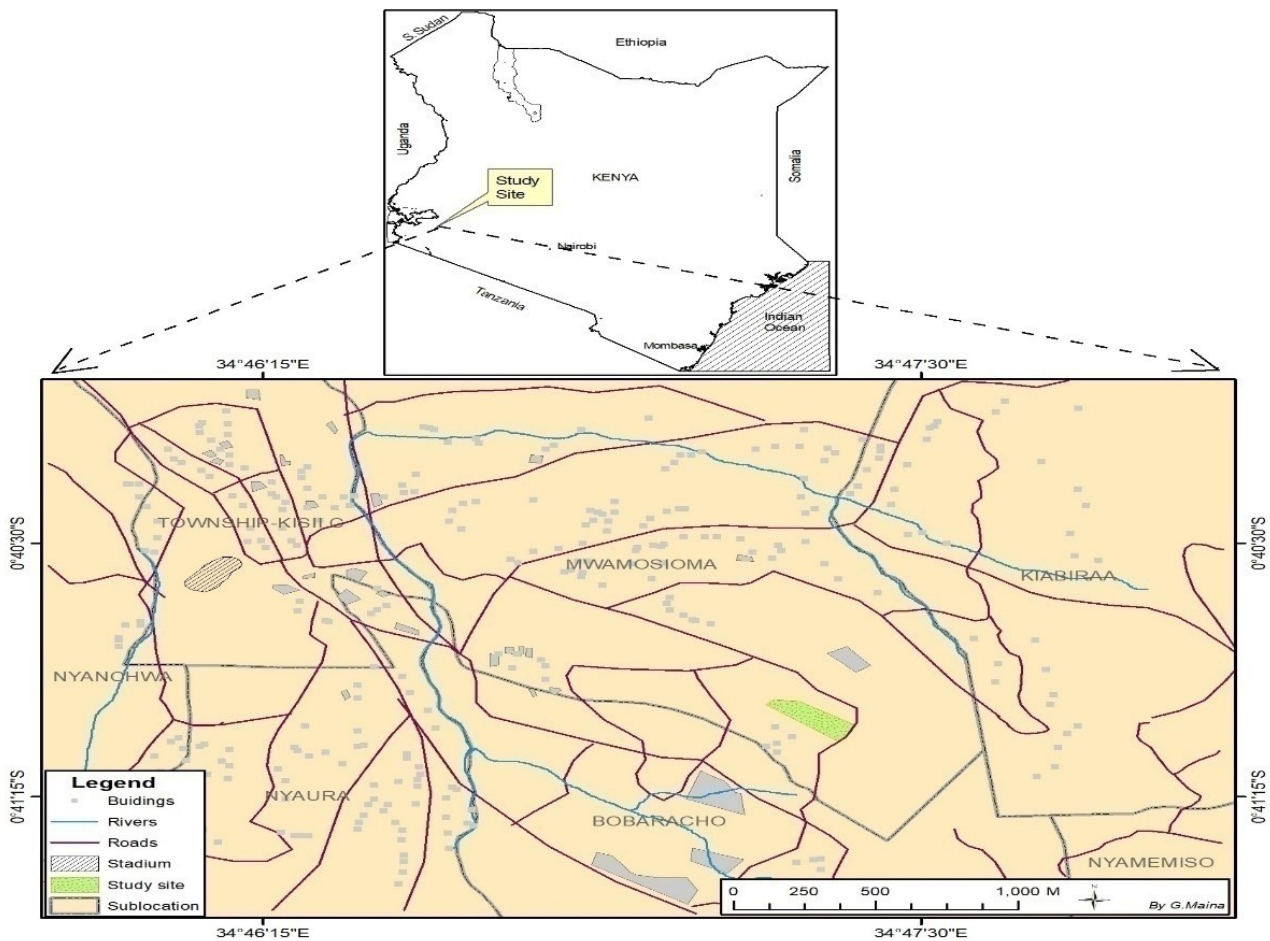 S. Sudan
Ethiopia
Uganda
Somalia
KENYA
Study
Site
Nairobi
Tanzania
Indian
Ocean
Mombasa
34°46'15"E
34°47'30"E
0°40'30"S
0°40'30"S
TOWNSHIP-KISII C
MWAMOSIOMA
KIABIRAA
NYANCHWA
NYAURA
BOBARACHO
NYAMEMISO
0°41'15"S
0°41'15"S
Legend
Buidings
Rivers
Roads
Stadium
Study site
Sublocation
0 250 500 1,000 M
N
By G.Maina
34°46'15"E
34°47'30"E